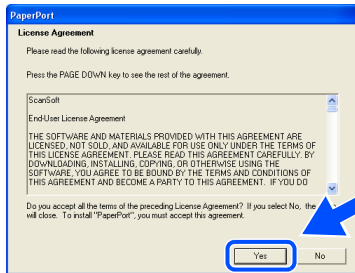 PaperPort
License Agreement
Please read the following license agreement carefully.
Press the PAGE DOWN key to see the rest of the agreement.
ScanSoft
End-User License Agreement
THE SOFTWARE AND MATERIALS PROVIDED WITH THIS AGREEMENT ARE
LICENSED, NOT SOLD, AND AVAILABLE FOR USE ONLY UNDER THE TERMS OF
THIS LICENSE AGREEMENT. PLEASE READ THIS AGREEMENT CAREFULLY. BY
DOWNLOADING, INSTALLING, COPYING, OR OTHERWISE USING THE
SOFTWARE, YOU AGREE TO BE BOUND BY THE TERMS AND CONDITIONS OF
THIS AGREEMENT AND BECOME A PARTY TO THIS AGREEMENT. IF YOU DO
Do you accept all the terms of the preceding License Agreement? If you select No, the
will close. To install "PaperPort", you must accept this agreement.
Yes
No